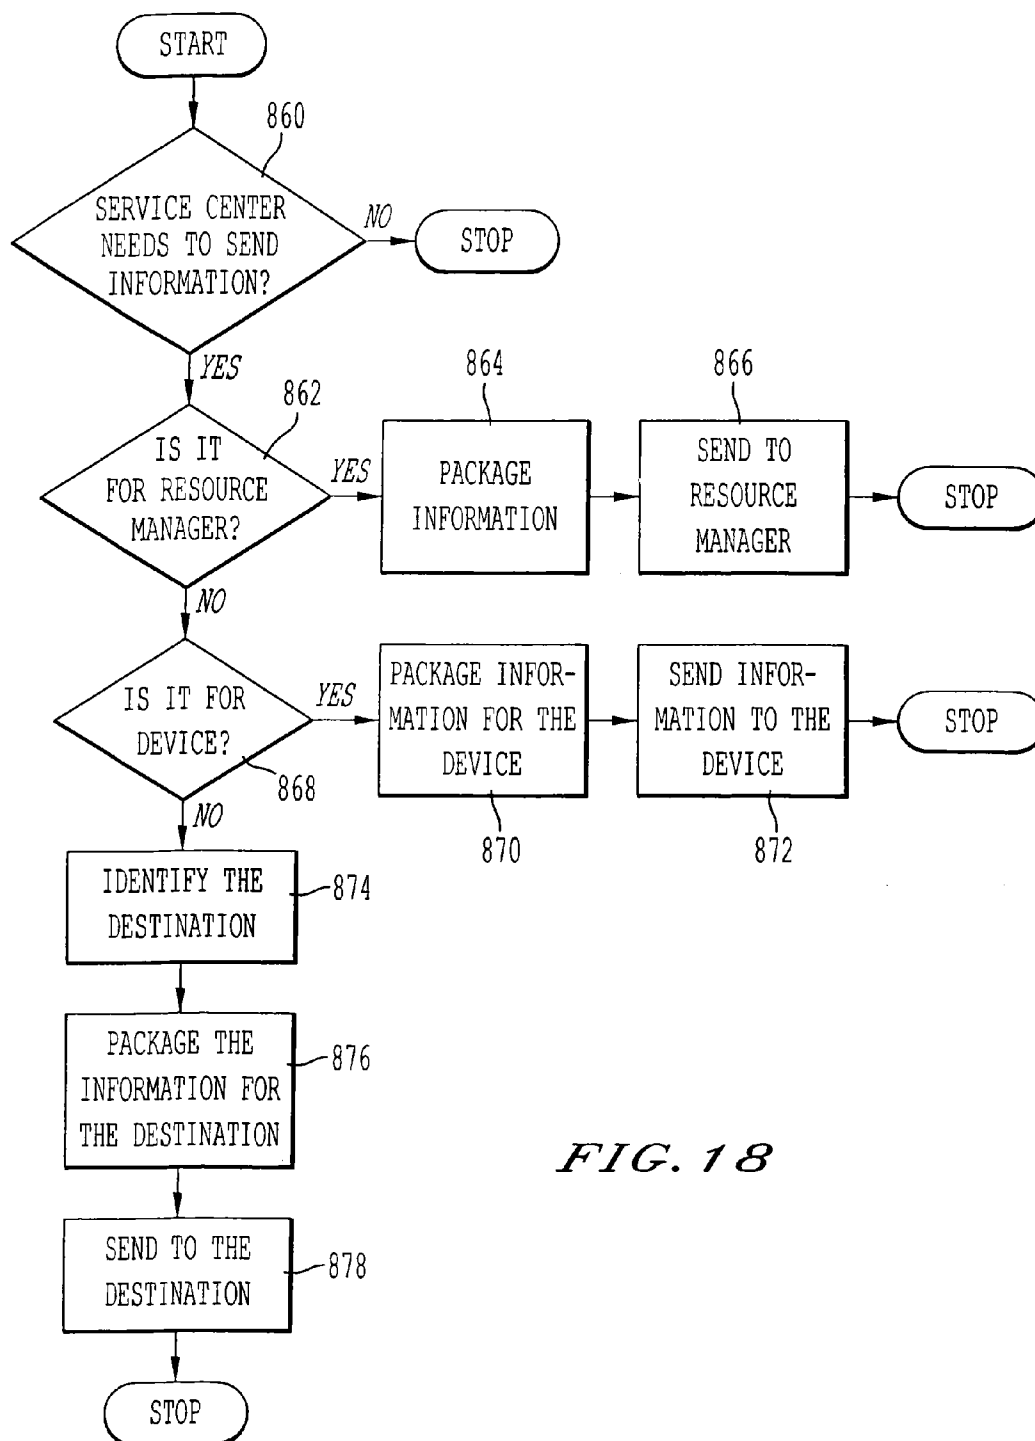 START
860
SERVICE CENTER
NEEDS TO SEND
INFORMATION?
NO
STOP
YES
862
IS IT
FOR RESOURCE
MANAGER?
YES
864
PACKAGE
INFORMATION
866
SEND TO
RESOURCE
MANAGER
STOP
NO
IS IT FOR
DEVICE?
868
YES
PACKAGE INFOR-
MATION FOR THE
DEVICE
870
SEND INFOR-
MATION TO THE
DEVICE
872
STOP
NO
IDENTIFY THE
DESTINATION
874
PACKAGE THE
INFORMATION FOR
THE DESTINATION
876
SEND TO THE
DESTINATION
878
STOP
FIG. 18